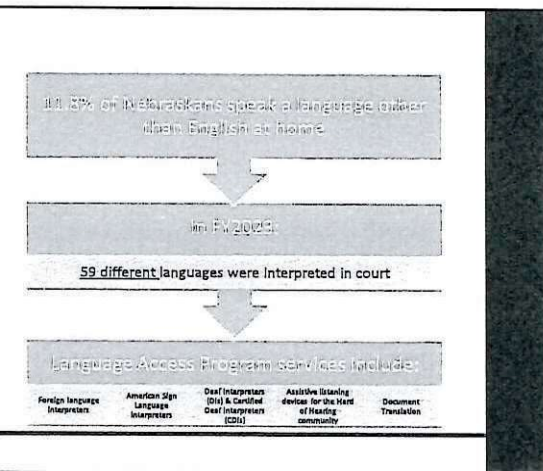 11.8% of Nebraskans speak a language other
than English at home
In FY2023:
59 different languages were interpreted in court
Language Access Program services include:
Foreign language
Interpreters
American Sign
Language
Interpreters
Deaf Interpreters
(DIs) & Certified
Deaf Interpreters
(CDIs)
Assistive listening
devices for the Hard
of Hearing
community
Document
Translation